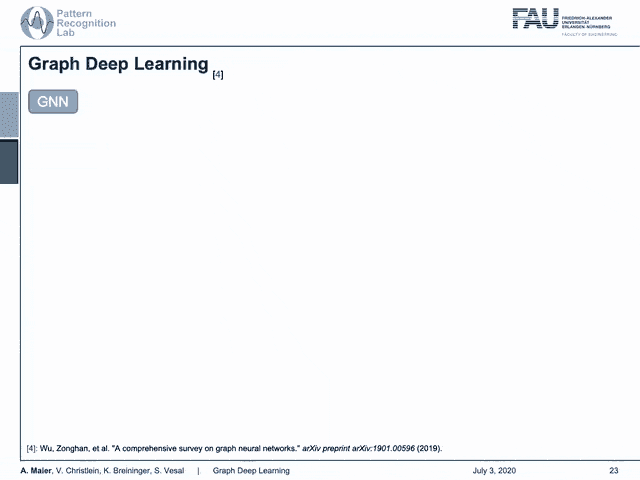 Pattern
Recognition
Lab
FAU
FRIEDRICH-ALEXANDER
UNIVERSITÄT
ERLANGEN-NÜRNBERG
FACULTY OF ENGINEERING
Graph Deep Learning [4]
GNN
[4]: Wu, Zonghan, et al. "A comprehensive survey on graph neural networks." arXiv preprint arXiv:1901.00596 (2019).
A. Maier, V. Christlein, K. Breininger, S. Vesal | Graph Deep Learning July 3, 2020 23